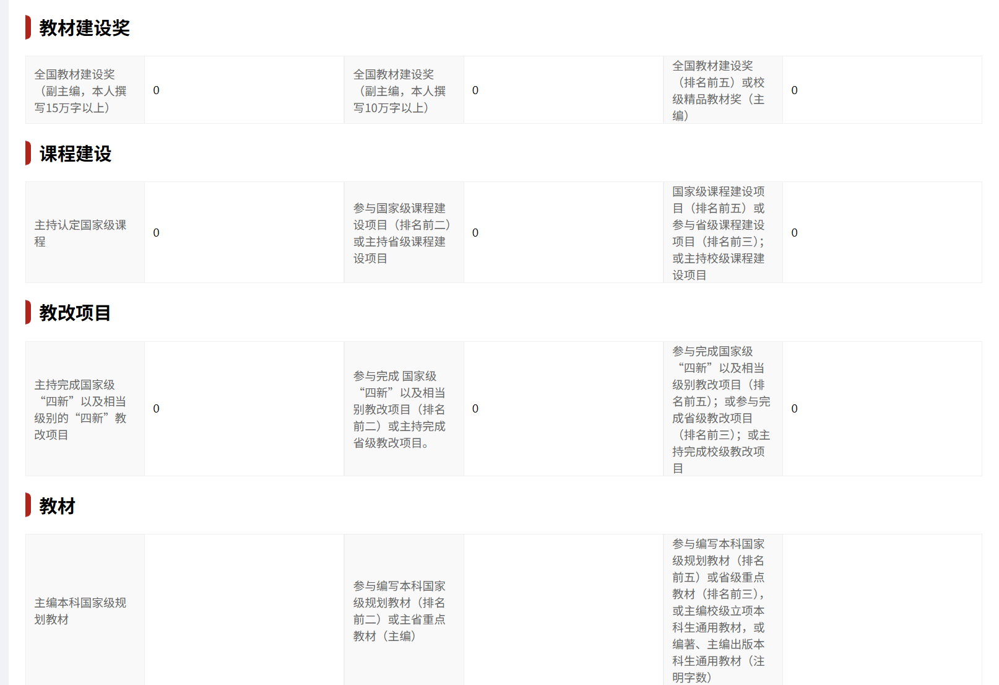 教材建设奖
全国教材建设奖
（副主编，本人撰
写15万字以上）
0
全国教材建设奖
（副主编，本人撰
写10万字以上）
0
全国教材建设奖
（排名前五）或校
级精品教材奖（主
编）
0
课程建设
主持认定国家级课
程
0
参与国家级课程建
设项目（排名前二）
或主持省级课程建
设项目
0
国家级课程建设项
目（排名前五）或
参与省级课程建设
项目（排名前三）；
或主持校级课程建
设项目
0
教改项目
主持完成国家级
“四新”以及相当
级别的“四新”教
改项目
0
参与完成 国家级
“四新”以及相当
别教改项目（排名
前二）或主持完成
省级教改项目。
0
参与完成国家级
“四新”以及相当
级别教改项目（排
名前五）；或参与完
成省级教改项目
（排名前三）；或主
持完成校级教改项
目
0
教材
主编本科国家级规
划教材
参与编写本科国家
级规划教材（排名
前二）或主省重点
教材（主编）
参与编写本科国家
级规划教材（排名
前五）或省级重点
教材（排名前三），
或主编校级立项本
科生通用教材，或
编著、主编出版本
科生通用教材（注
明字数）